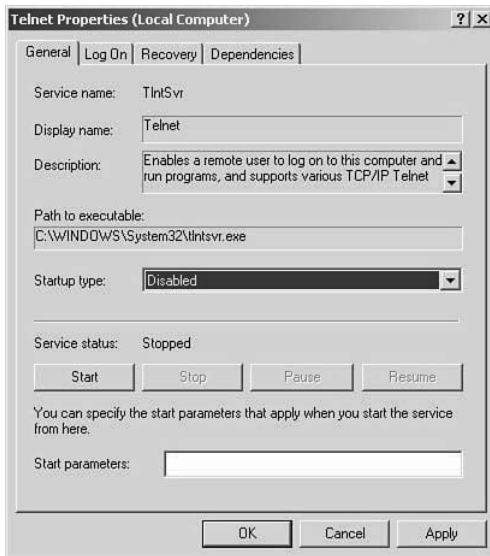 Telnet Properties (Local Computer)
General Log On Recovery Dependencies
Service name: TlntSvr
Display name: Telnet
Description: Enables a remote user to log on to this computer and
run programs, and supports various TCP/IP Telnet
Path to executable:
C:\WINDOWS\System32\tlntsvr.exe
Startup type: Disabled
Service status: Stopped
Start Stop Pause Resume
You can specify the start parameters that apply when you start the service
from here.
Start parameters:
OK Cancel Apply